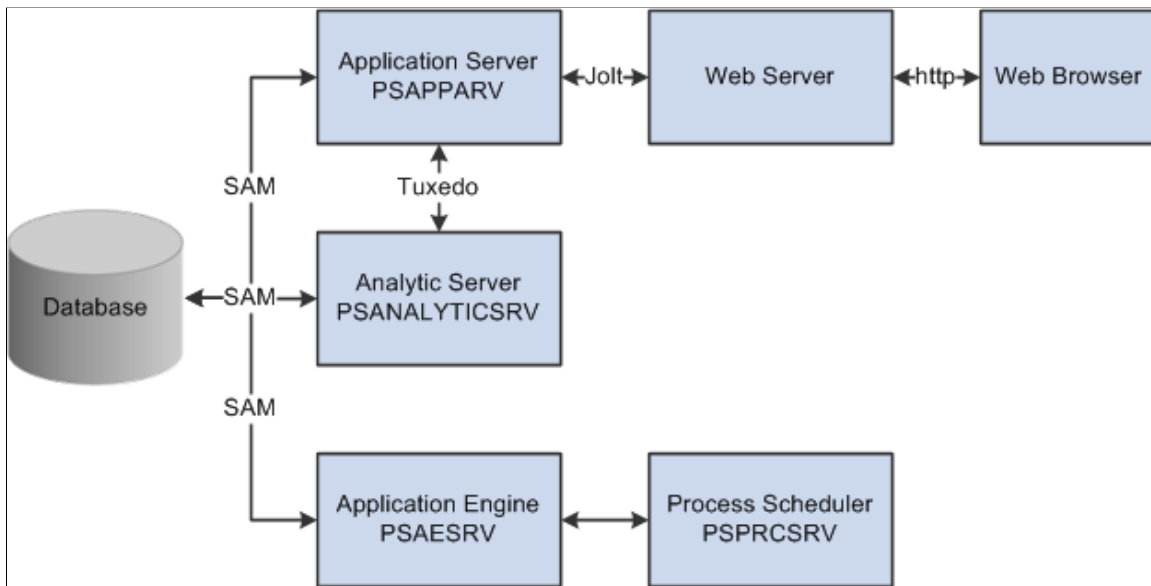 Application Server
PSAPPARV
Jolt
Web Server
http
Web Browser
SAM
Tuxedo
Database
SAM
Analytic Server
PSANALYTICSRV
SAM
Application Engine
PSAESRV
Process Scheduler
PSPRCSRV